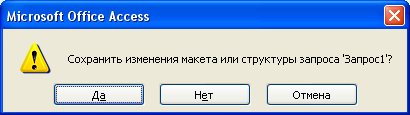 Microsoft Office Access
Сохранить изменения макета или структуры запроса 'Запрос1'?
Да
Нет
Отмена